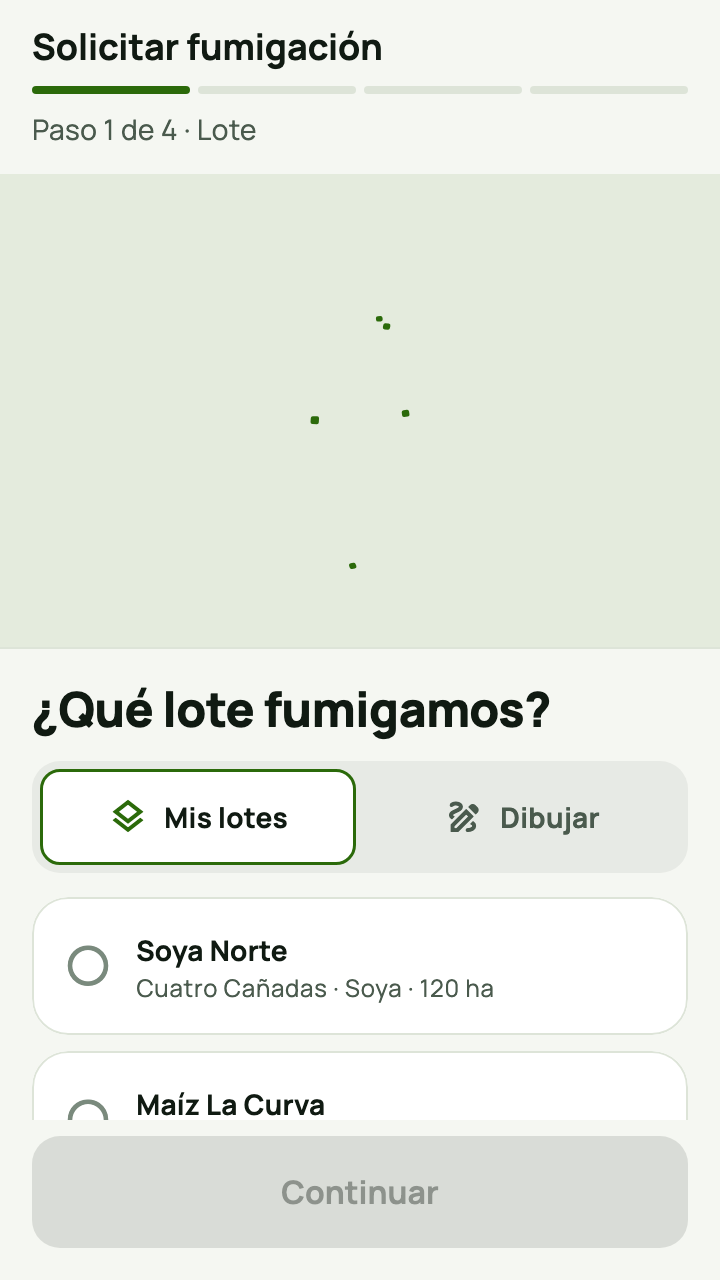 Solicitar fumigación
Paso 1 de 4 · Lote
¿Qué lote fumigamos?
Mis lotes
Dibujar
Soya Norte
Cuatro Cañadas · Soya · 120 ha
Maíz La Curva
Continuar